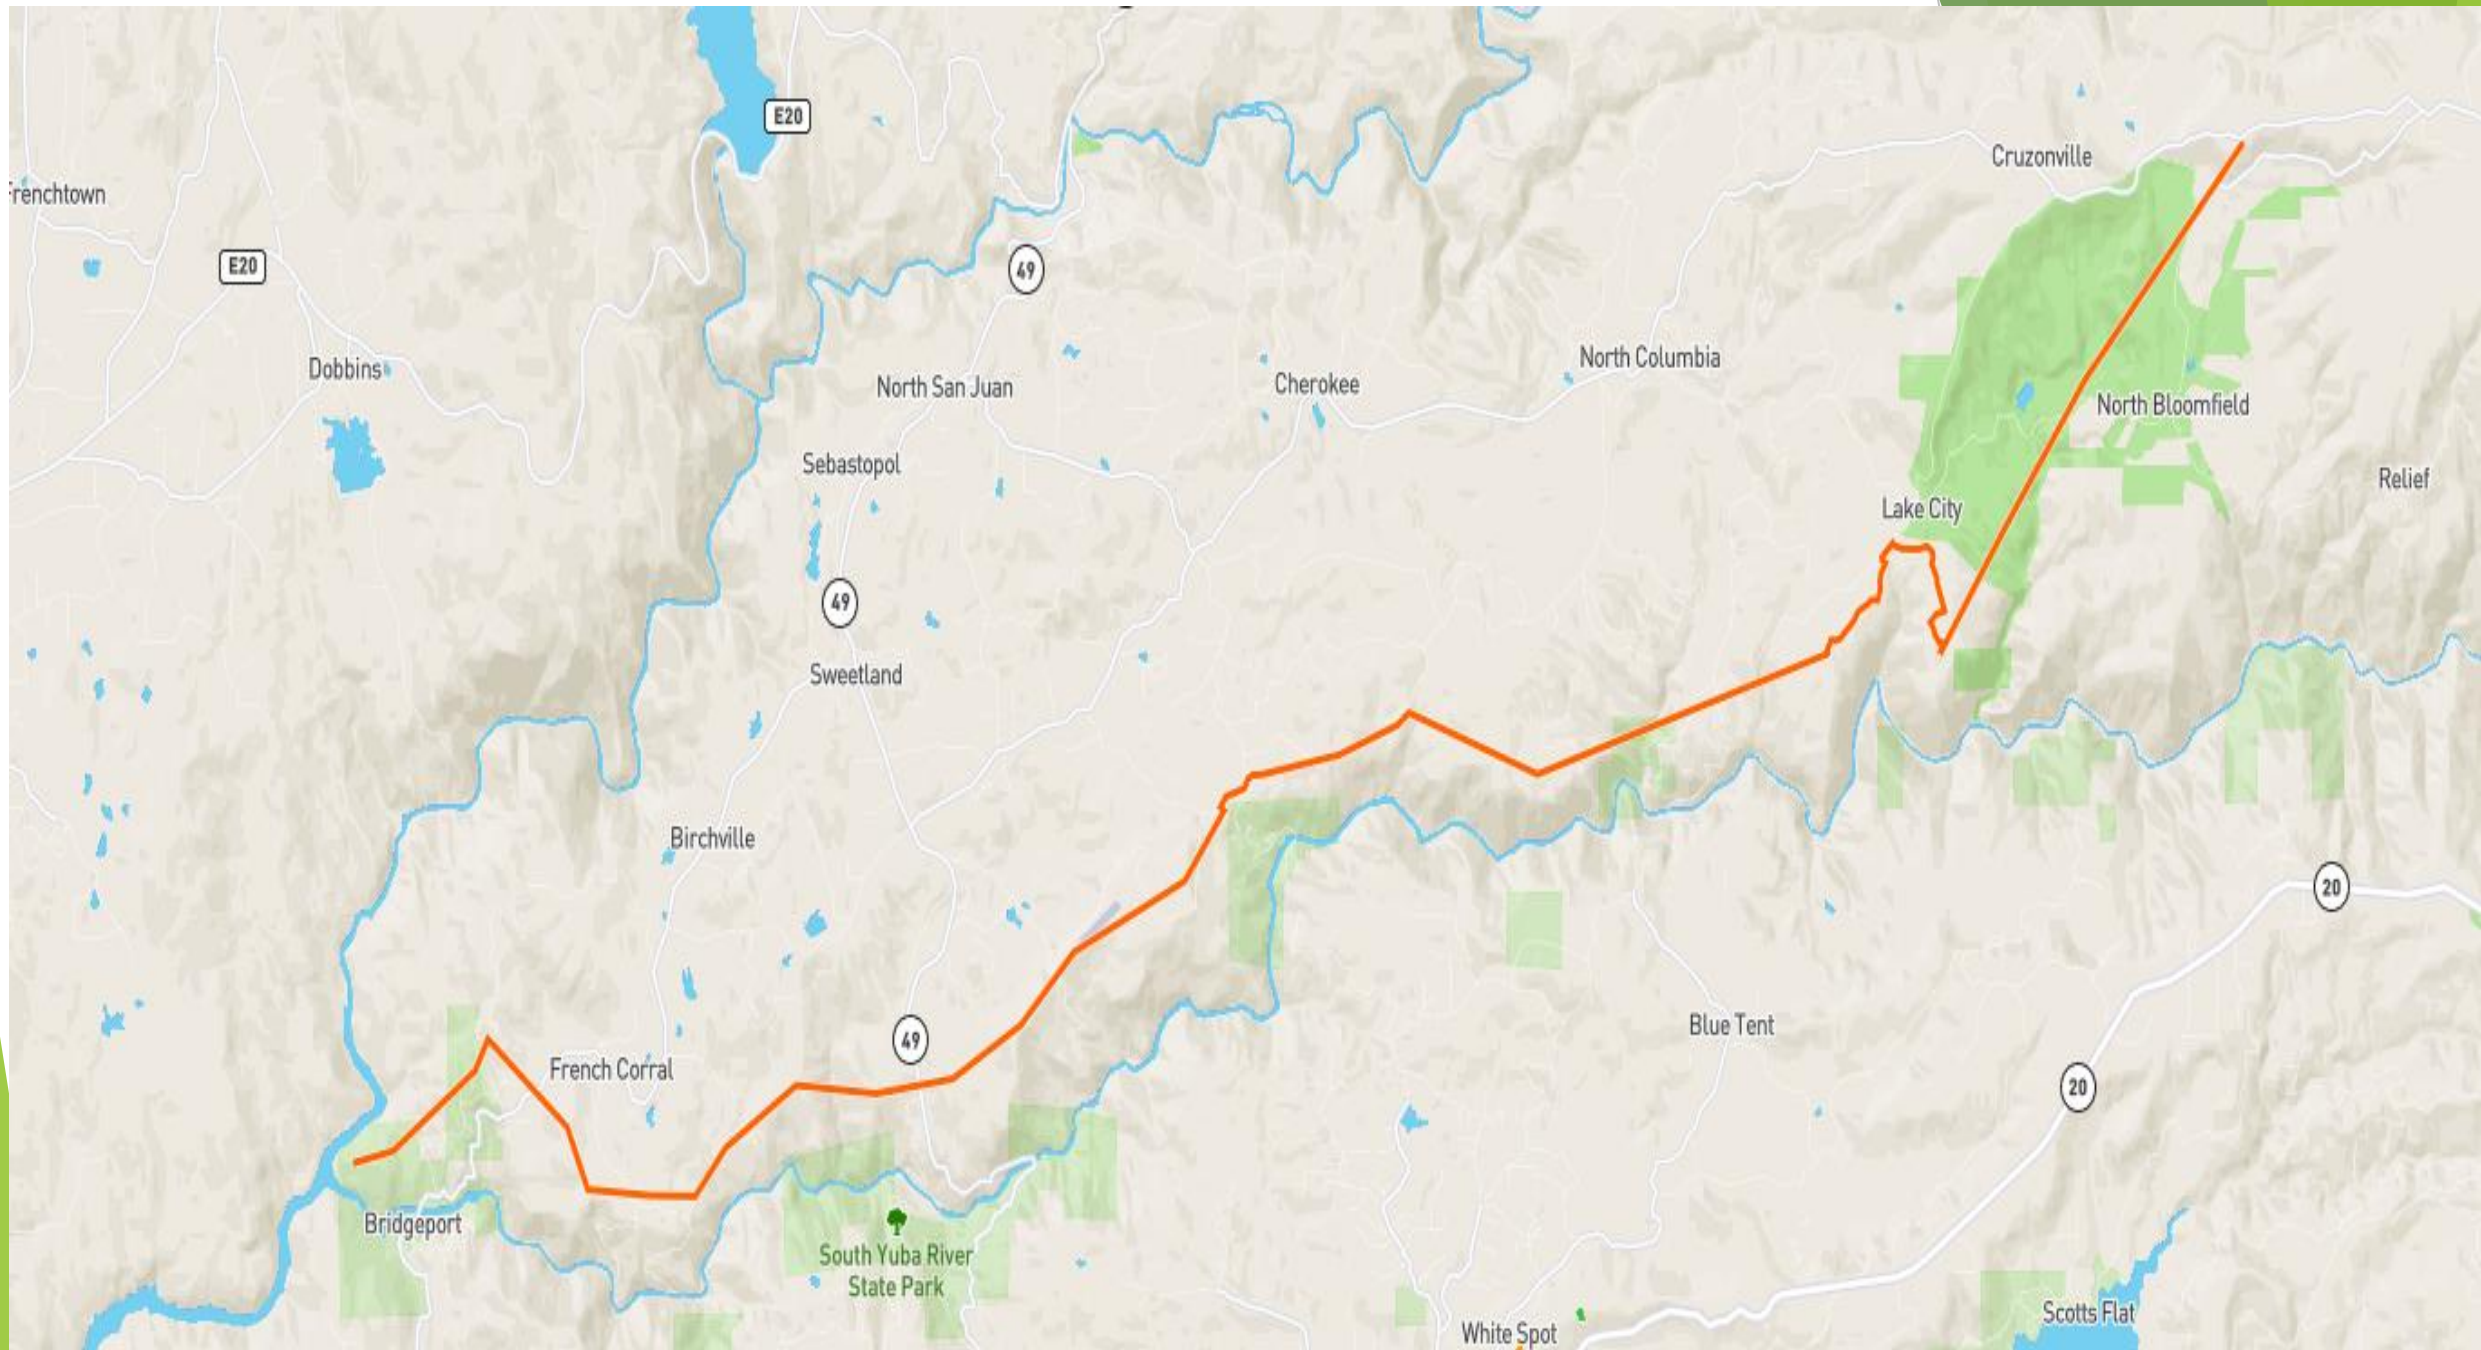 E20
Cruzonville
Frenchtown
E20
49
Dobbins
North San Juan
Cherokee
North Columbia
North Bloomfield
Sebastopol
Relief
Lake City
49
Sweetland
Birchville
20
Blue Tent
49
French Corral
20
Bridgeport
South Yuba River
State Park
Scotts Flat
White Spot